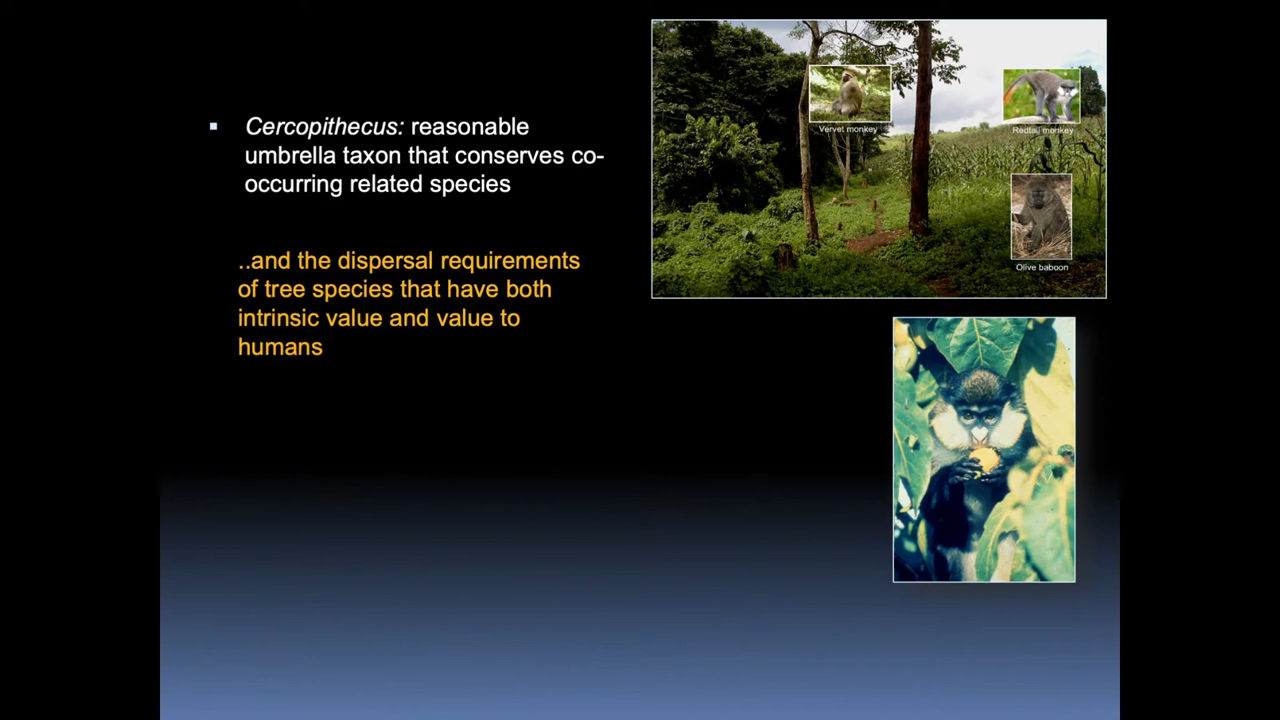 Cercopithecus: reasonable
umbrella taxon that conserves co-
occurring related species
..and the dispersal requirements
of tree species that have both
intrinsic value and value to
humans
Vervet monkey
Redtail monkey
Olive baboon